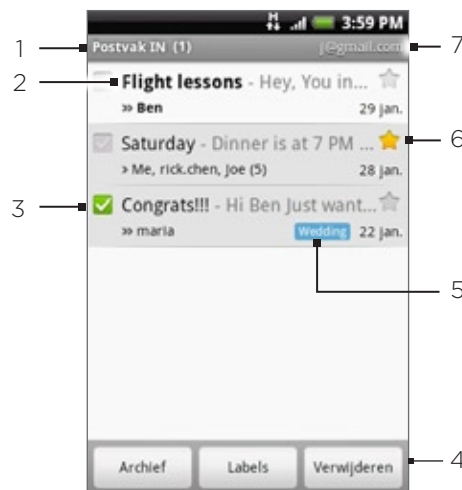 3:59 PM
Postvak IN (1) j@gmail.com
Flight lessons - Hey, You in...
» Ben 29 jan.
Saturday - Dinner is at 7 PM ...
› Me, rick.chen, Joe (5) 28 jan.
Congrats!!! - Hi Ben Just want...
» maria Wedding 22 jan.
Archief Labels Verwijderen
1
2
3
4
5
6
7